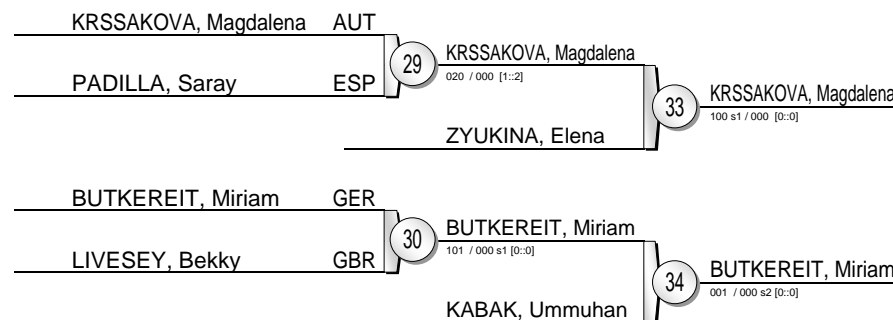 KRSSAKOVA, Magdalena AUT
29 KRSSAKOVA, Magdalena
020 / 000 [1::2]
PADILLA, Saray ESP
33 KRSSAKOVA, Magdalena
100 s1 / 000 [0::0]
ZYUKINA, Elena
BUTKEREIT, Miriam GER
30 BUTKEREIT, Miriam
101 / 000 s1 [0::0]
LIVESEY, Bekky GBR
34 BUTKEREIT, Miriam
001 / 000 s2 [0::0]
KABAK, Ummuhan